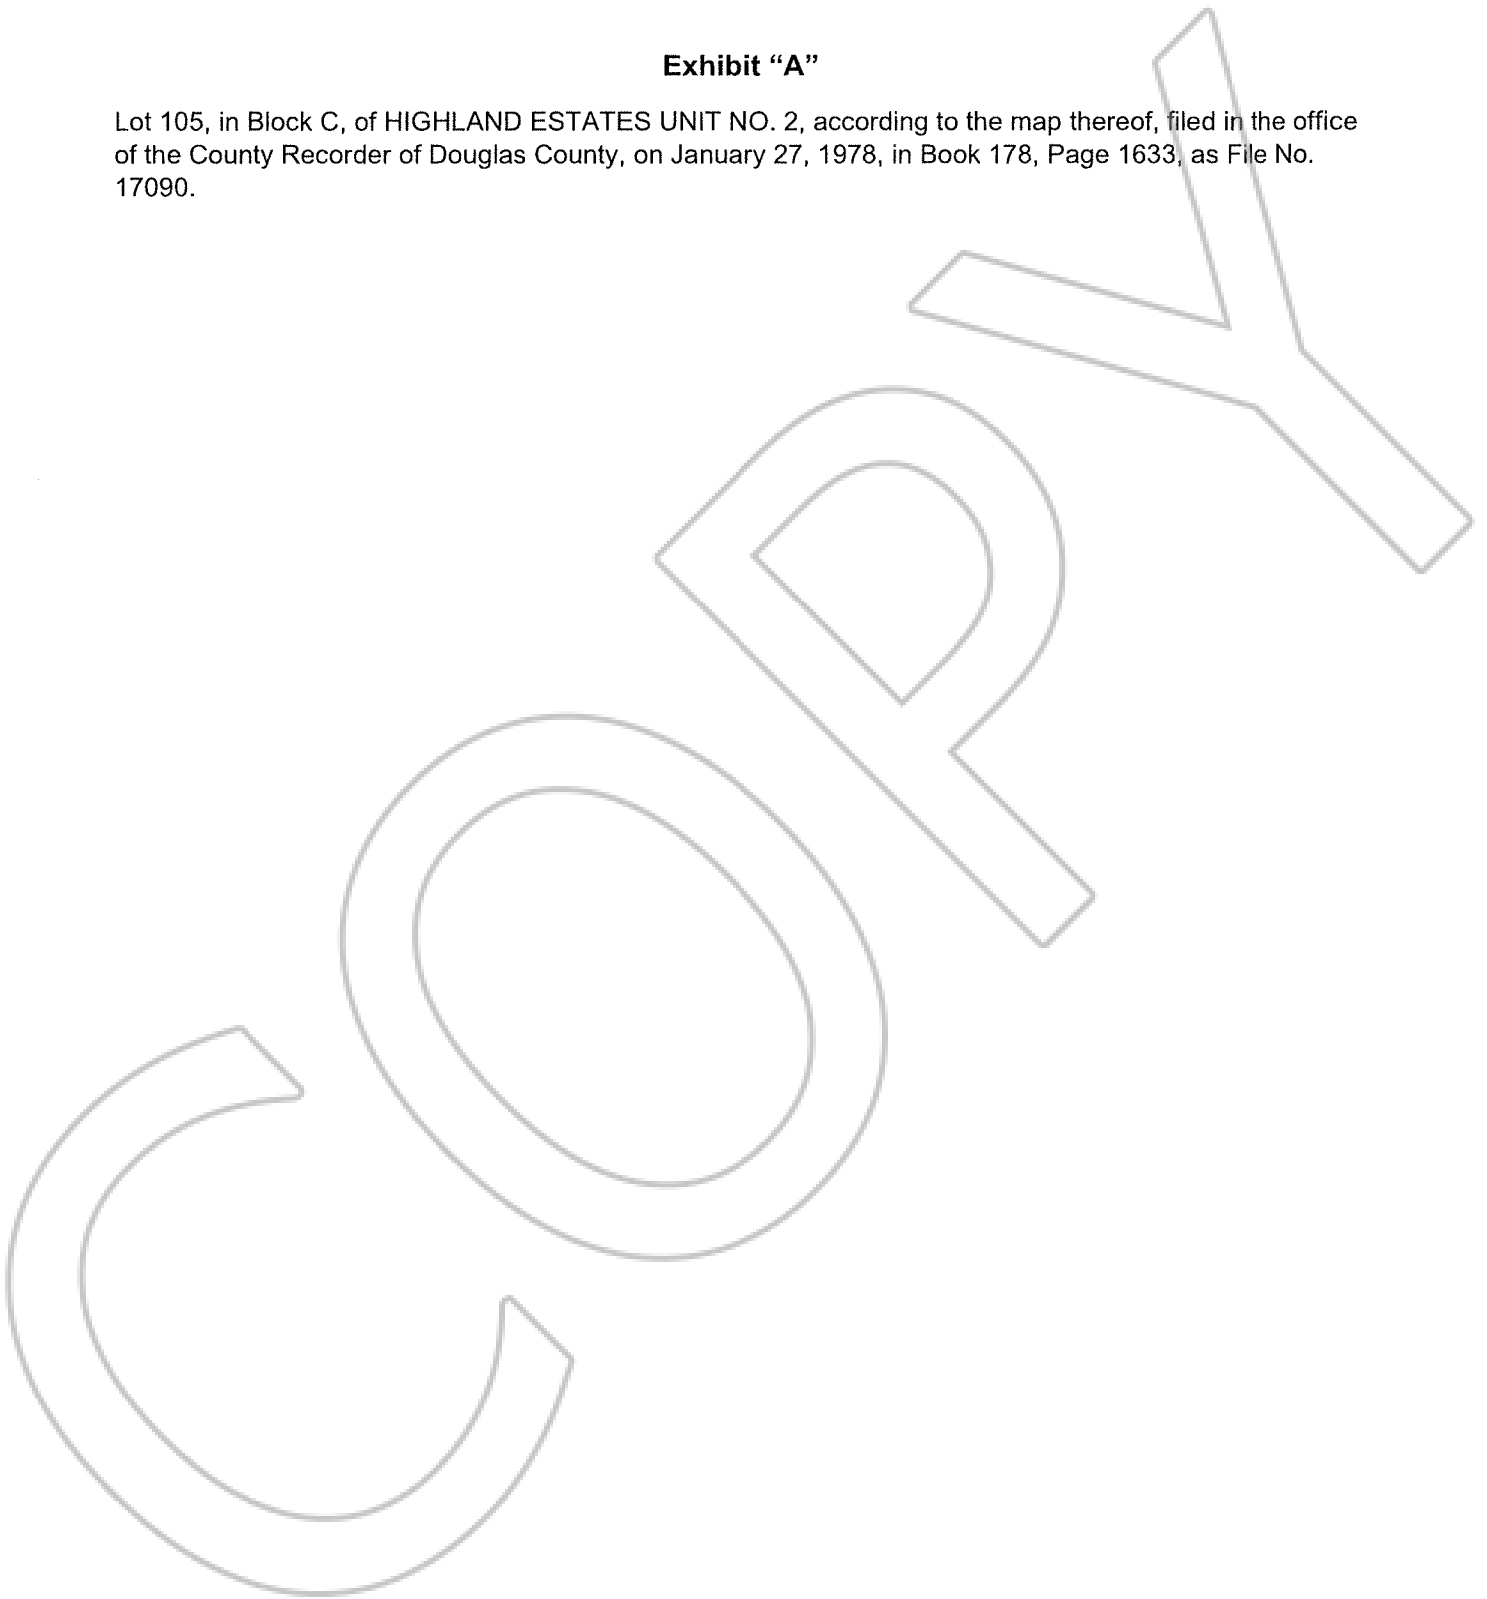 Exhibit “A”
Lot 105, in Block C, of HIGHLAND ESTATES UNIT NO. 2, according to the map thereof, filed in the office
of the County Recorder of Douglas County, on January 27, 1978, in Book 178, Page 1633, as File No.
17090.
COPY